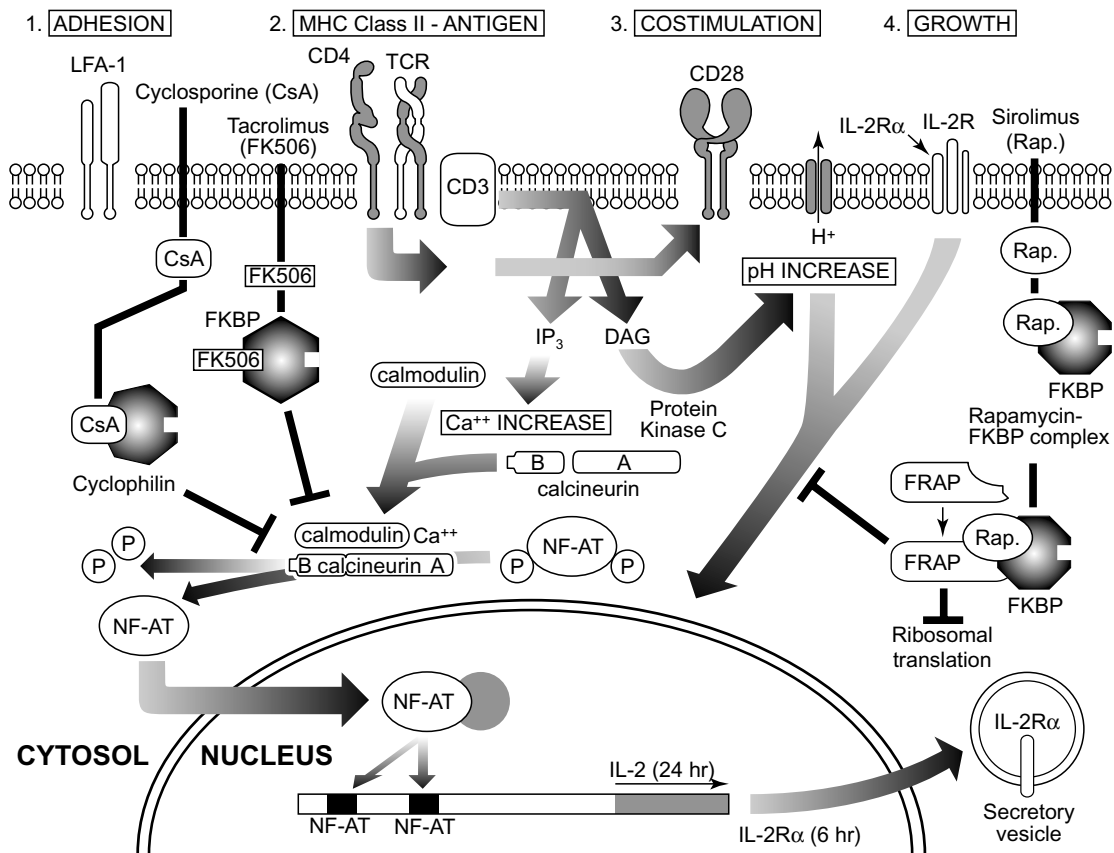 1. ADHESION
2. MHC Class II - ANTIGEN
3. COSTIMULATION
4. GROWTH
LFA-1
Cyclosporine (CsA)
Tacrolimus
(FK506)
CD4
TCR
CD3
CD28
IL-2Rα
IL-2R
Sirolimus
(Rap.)
H+
pH INCREASE
CsA
FK506
FKBP
FK506
CsA
Cyclophilin
IP3
DAG
calmodulin
Ca++ INCREASE
Protein
Kinase C
B
A
calcineurin
Rap.
Rap.
FKBP
Rapamycin-
FKBP complex
FRAP
Rap.
FRAP
FKBP
Ribosomal
translation
calmodulin Ca++
B calcineurin A
P
P
P
NF-AT
P
NF-AT
NF-AT
CYTOSOL
NUCLEUS
NF-AT
NF-AT
IL-2 (24 hr)
IL-2Rα (6 hr)
IL-2Rα
Secretory
vesicle